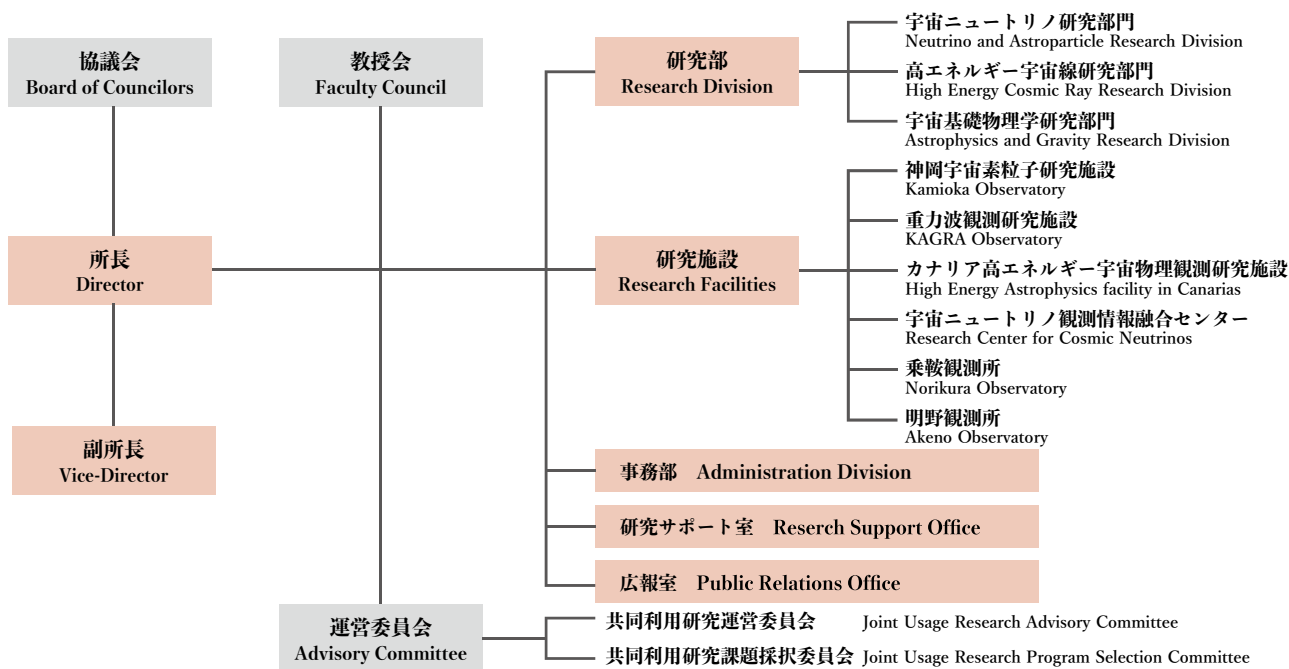 協議会
Board of Councilors
教授会
Faculty Council
研究部
Research Division
宇宙ニュートリノ研究部門
Neutrino and Astroparticle Research Division
高エネルギー宇宙線研究部門
High Energy Cosmic Ray Research Division
宇宙基礎物理学研究部門
Astrophysics and Gravity Research Division
所長
Director
研究施設
Research Facilities
神岡宇宙素粒子研究施設
Kamioka Observatory
重力波観測研究施設
KAGRA Observatory
カナリア高エネルギー宇宙物理観測研究施設
High Energy Astrophysics facility in Canarias
宇宙ニュートリノ観測情報融合センター
Research Center for Cosmic Neutrinos
乗鞍観測所
Norikura Observatory
明野観測所
Akeno Observatory
副所長
Vice-Director
事務部 Administration Division
研究サポート室 Reserch Support Office
広報室 Public Relations Office
運営委員会
Advisory Committee
共同利用研究運営委員会 Joint Usage Research Advisory Committee
共同利用研究課題採択委員会 Joint Usage Research Program Selection Committee